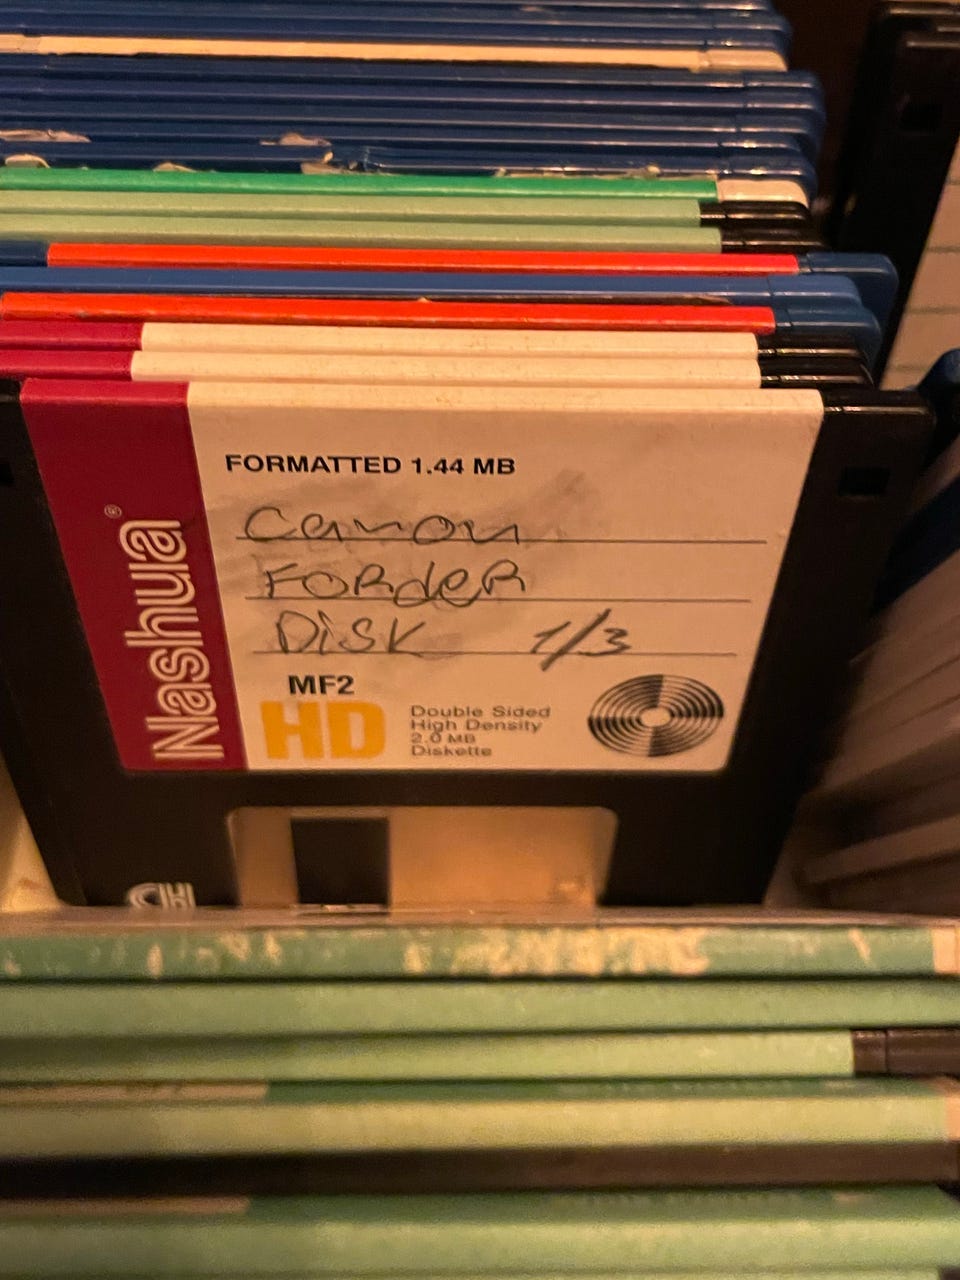 FORMATTED 1.44 MB
Canon
FORdER
DiSK 1/3
Nashua®
MF2
HD
Double Sided
High Density
2.0 MB
Diskette